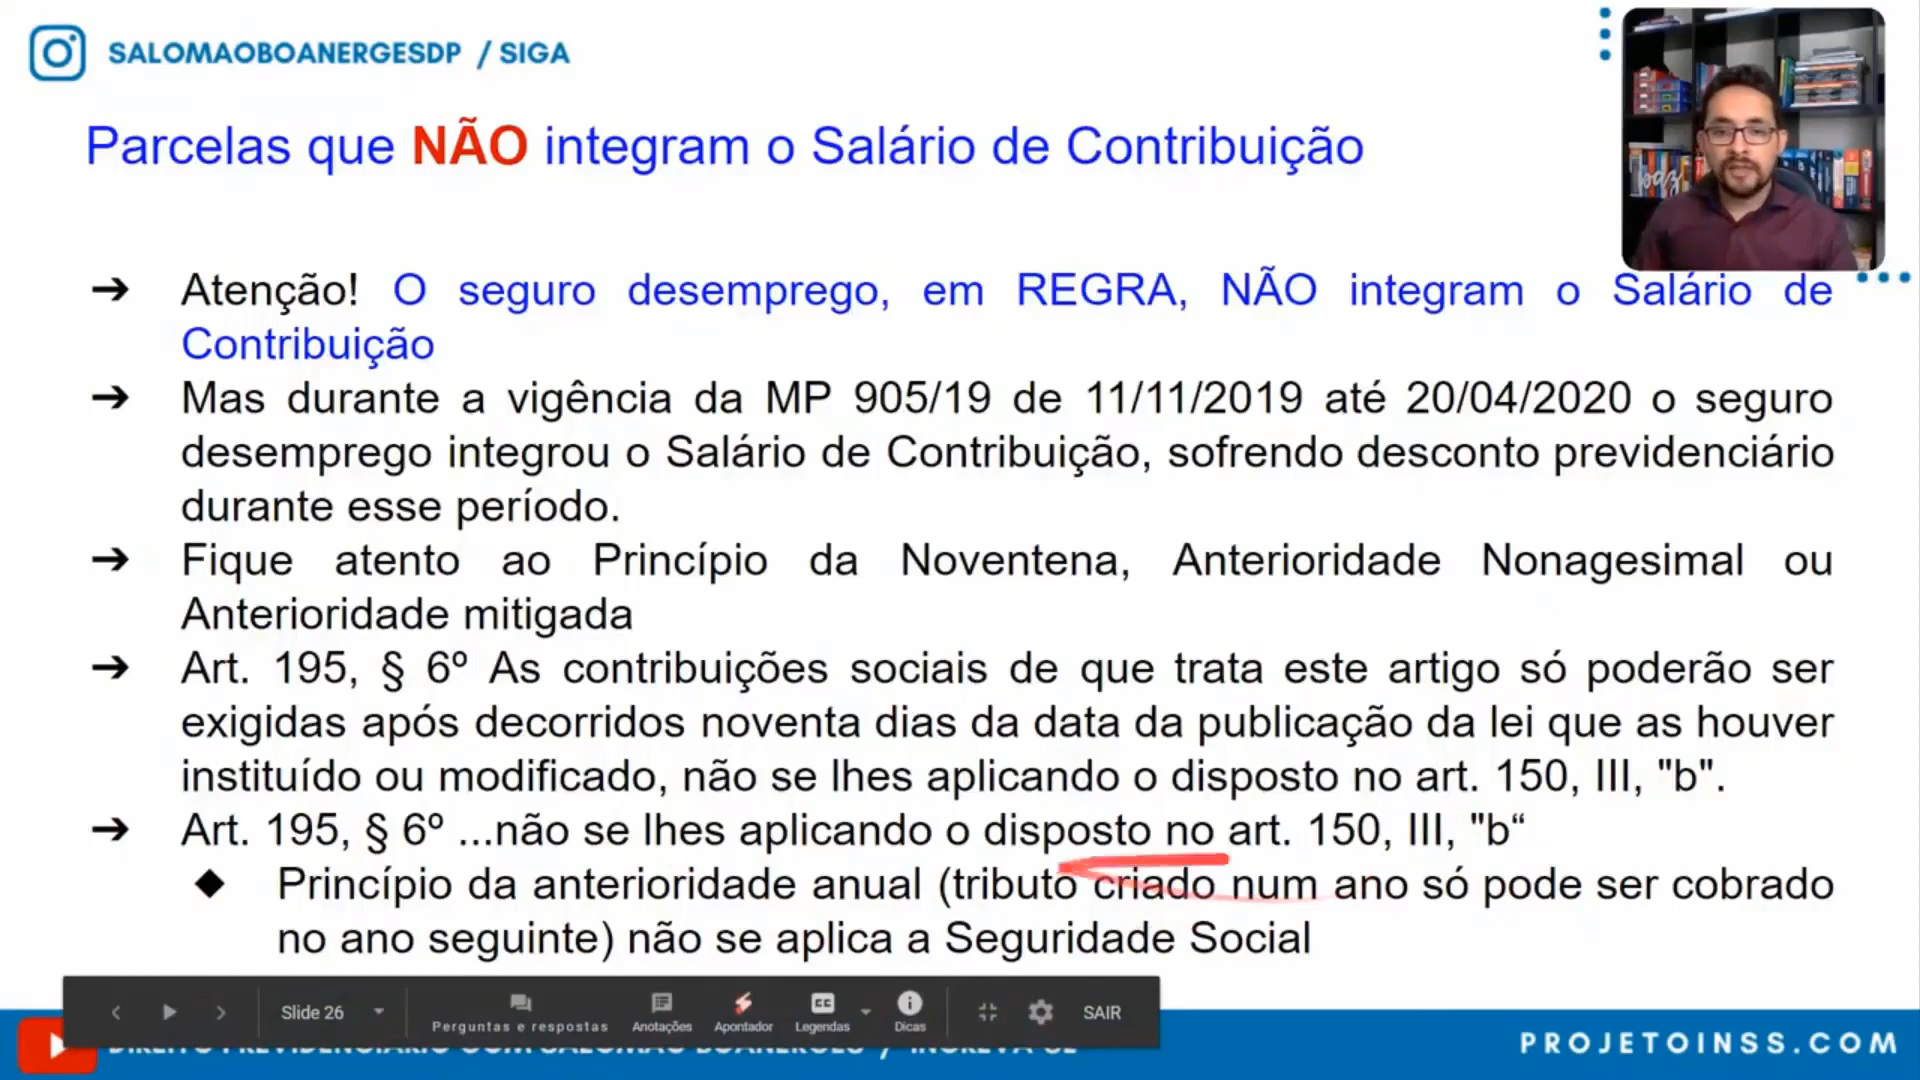 SALOMAOBOANERGESDP / SIGA
Parcelas que NÃO integram o Salário de Contribuição
➔ Atenção! O seguro desemprego, em REGRA, NÃO integram o Salário de
Contribuição
➔ Mas durante a vigência da MP 905/19 de 11/11/2019 até 20/04/2020 o seguro
desemprego integrou o Salário de Contribuição, sofrendo desconto previdenciário
durante esse período.
➔ Fique atento ao Princípio da Noventena, Anterioridade Nonagesimal ou
Anterioridade mitigada
➔ Art. 195, § 6º As contribuições sociais de que trata este artigo só poderão ser
exigidas após decorridos noventa dias da data da publicação da lei que as houver
instituído ou modificado, não se lhes aplicando o disposto no art. 150, III, "b".
➔ Art. 195, § 6º ...não se lhes aplicando o disposto no art. 150, III, "b“
◆ Princípio da anterioridade anual (tributo criado num ano só pode ser cobrado
no ano seguinte) não se aplica a Seguridade Social
Slide 26
Perguntas e respostas
Anotações
Apontador
Legendas
Dicas
SAIR
PROJETOINSS.COM